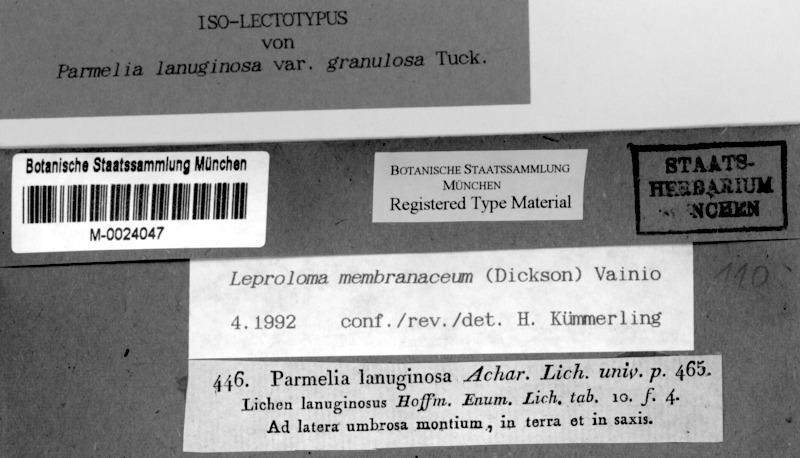 ISO-LECTOTYPUS
von
Parmelia lanuginosa var. granulosa Tuck.
Botanische Staatssammlung München
M-0024047
BOTANISCHE STAATSSAMMLUNG
MÜNCHEN
Registered Type Material
STAATS-
HERBARIUM
MÜNCHEN
Leproloma membranaceum (Dickson) Vainio
4.1992 conf./rev./det. H. Kümmerling
110
446. Parmelia lanuginosa Achar. Lich. univ. p. 465.
Lichen lanuginosus Hoffm. Enum. Lich. tab. 10. f. 4.
Ad latera umbrosa montium, in terra et in saxis.